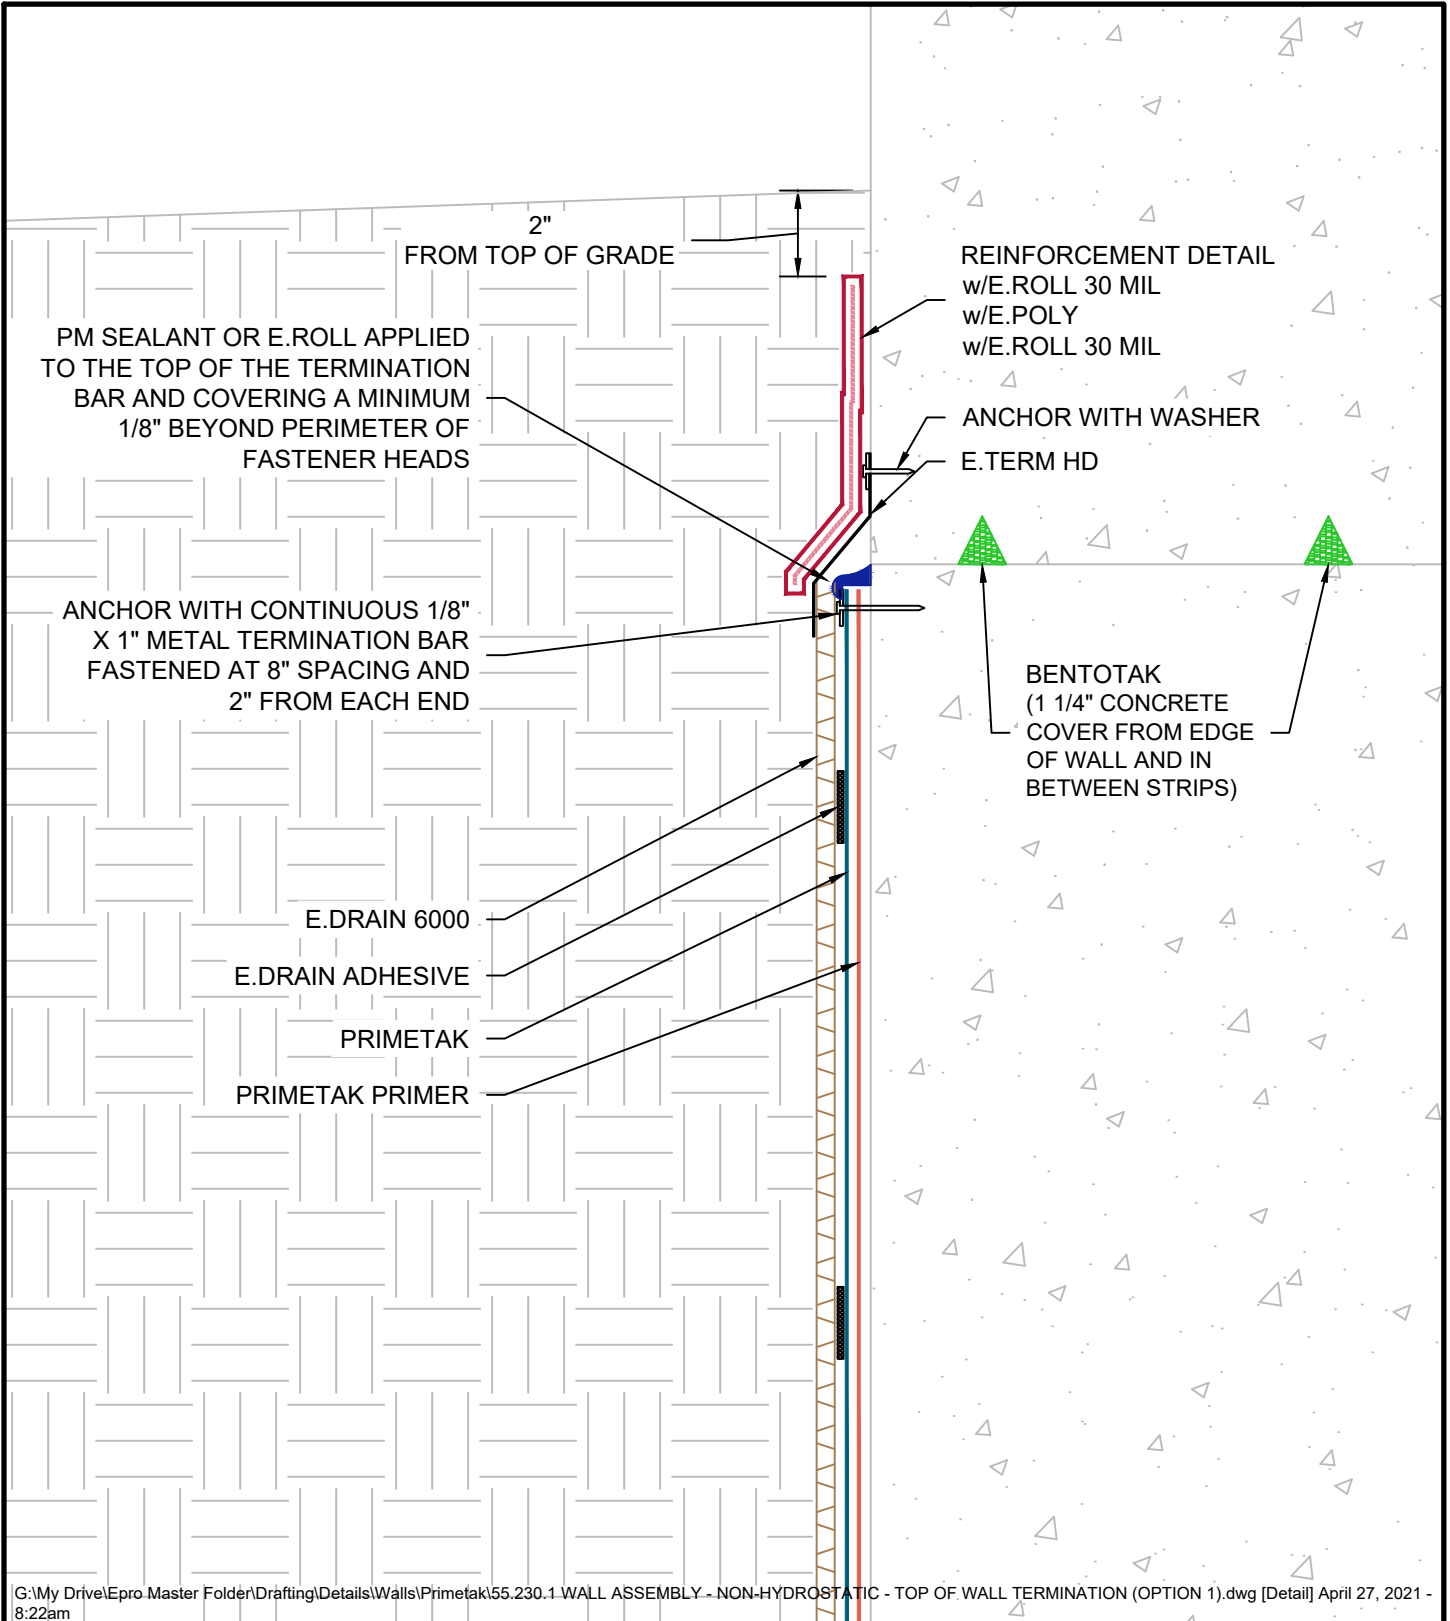 2"
FROM TOP OF GRADE
REINFORCEMENT DETAIL
w/E.ROLL 30 MIL
w/E.POLY
w/E.ROLL 30 MIL
PM SEALANT OR E.ROLL APPLIED
TO THE TOP OF THE TERMINATION
BAR AND COVERING A MINIMUM
1/8" BEYOND PERIMETER OF
FASTENER HEADS
ANCHOR WITH WASHER
E.TERM HD
ANCHOR WITH CONTINUOUS 1/8"
X 1" METAL TERMINATION BAR
FASTENED AT 8" SPACING AND
2" FROM EACH END
BENTOTAK
(1 1/4" CONCRETE
COVER FROM EDGE
OF WALL AND IN
BETWEEN STRIPS)
E.DRAIN 6000
E.DRAIN ADHESIVE
PRIMETAK
PRIMETAK PRIMER
G:\My Drive\Epro Master Folder\Drafting\Details\Walls\Primetak\55.230.1 WALL ASSEMBLY - NON-HYDROSTATIC - TOP OF WALL TERMINATION (OPTION 1).dwg [Detail] April 27, 2021 -
8:22am